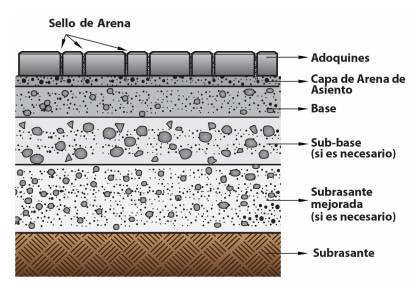 Sello de Arena
Adoquines
Capa de Arena de
Asiento
Base
Sub-base
(si es necesario)
Subrasante
mejorada
(si es necesario)
Subrasante